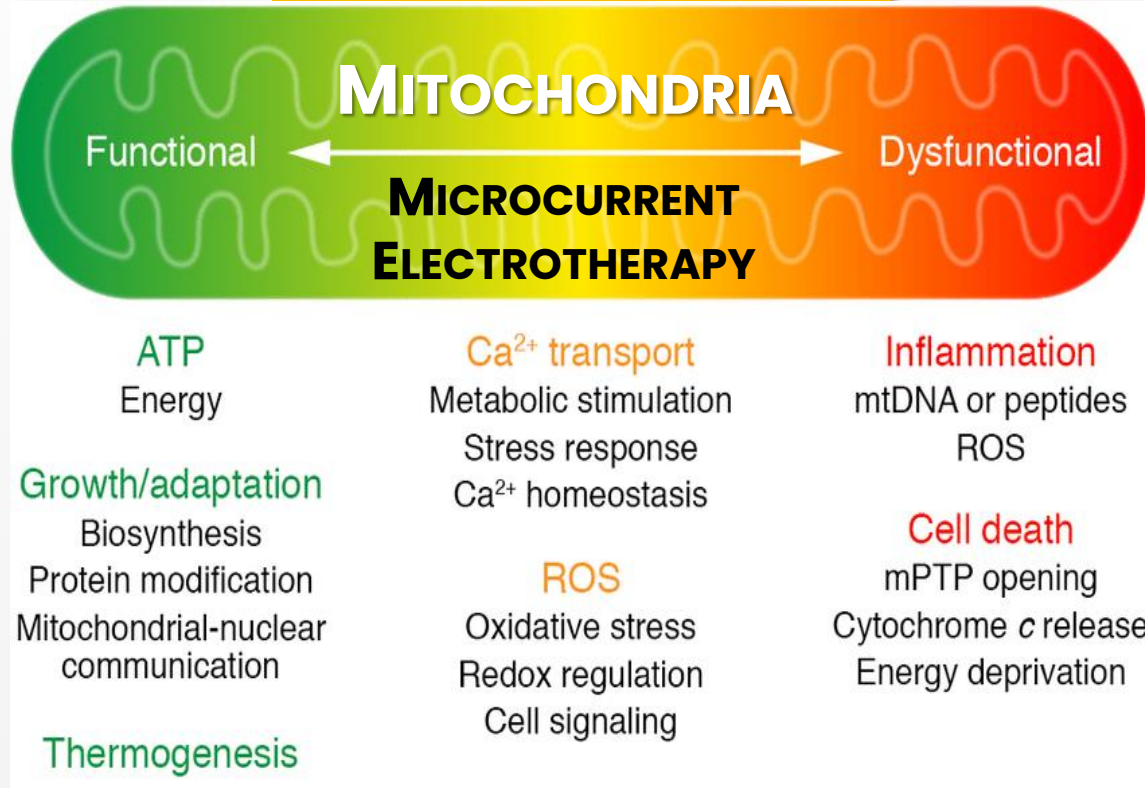 MITOCHONDRIA
Functional
Dysfunctional
MICROCURRENT
ELECTROTHERAPY
ATP
Energy
Growth/adaptation
Biosynthesis
Protein modification
Mitochondrial-nuclear
communication
Thermogenesis
Ca²⁺ transport
Metabolic stimulation
Stress response
Ca²⁺ homeostasis
ROS
Oxidative stress
Redox regulation
Cell signaling
Inflammation
mtDNA or peptides
ROS
Cell death
mPTP opening
Cytochrome c release
Energy deprivation